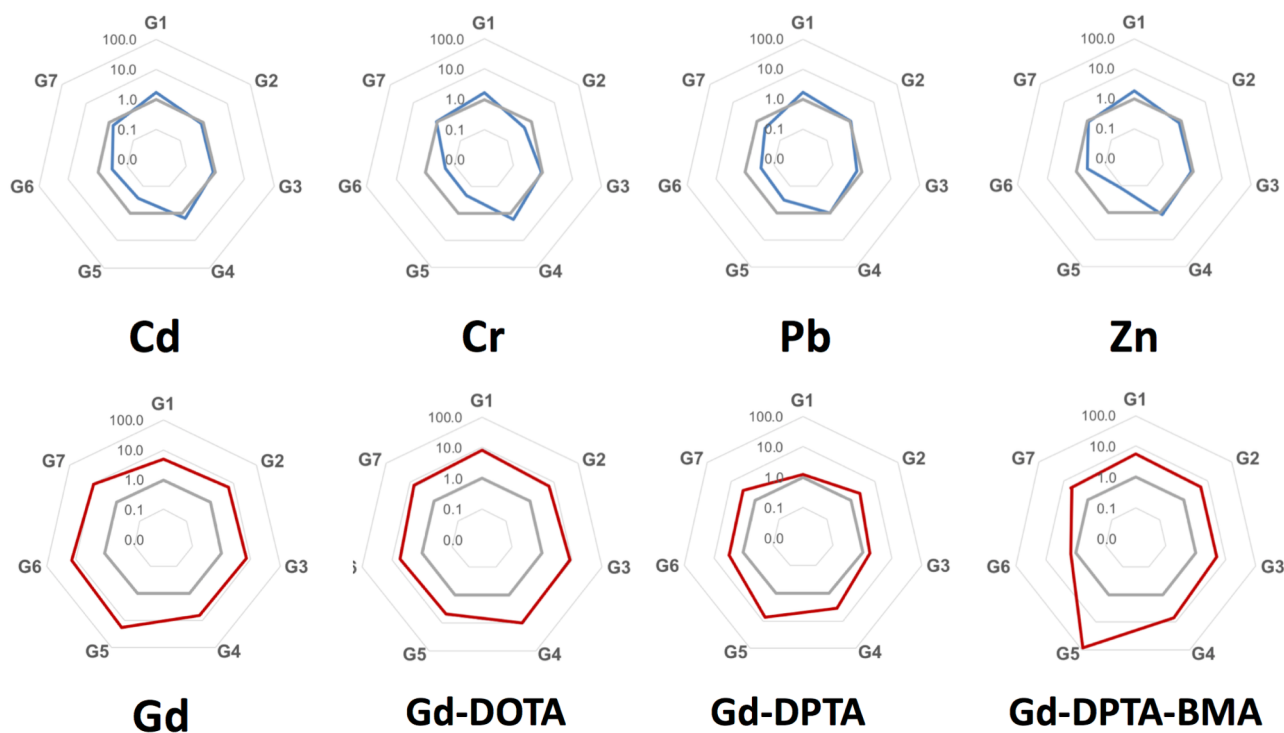 G1 G1 G1 G1
100.0 100.0 100.0 100.0
G7 10.0 G2 G7 10.0 G2 G7 10.0 G2 G7 10.0 G2
1.0 1.0 1.0 1.0
0.1 0.1 0.1 0.1
0.0 0.0 0.0 0.0
G6 G3 G6 G3 G6 G3 G6 G3
G5 G4 G5 G4 G5 G4 G5 G4
Cd Cr Pb Zn
G1 G1 G1 G1
100.0 100.0 100.0 100.0
G7 10.0 G2 G7 10.0 G2 G7 10.0 G2 G7 10.0 G2
1.0 1.0 1.0 1.0
0.1 0.1 0.1 0.1
0.0 0.0 0.0 0.0
G6 G3 G3 G6 G3 G6 G3
G5 G4 G5 G4 G5 G4 G5 G4
Gd Gd-DOTA Gd-DPTA Gd-DPTA-BMA